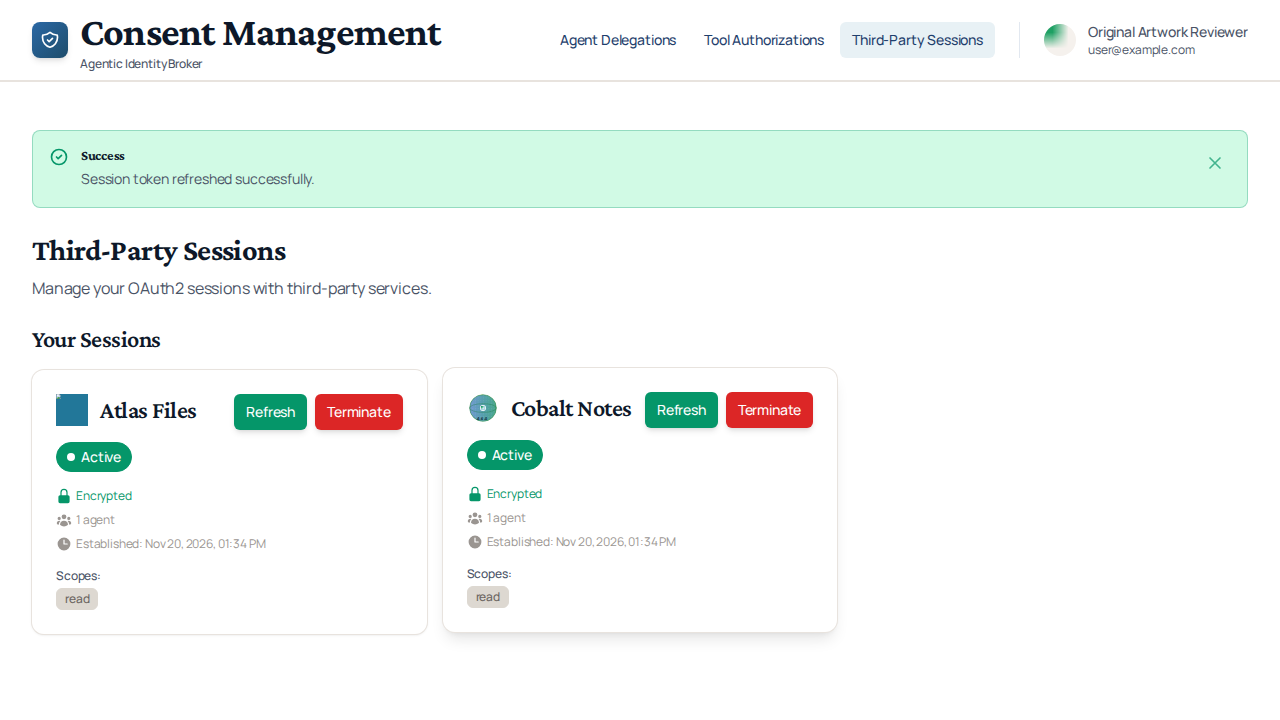 Consent Management
Agentic IdentityBroker
Agent Delegations
Tool Authorizations
Third-Party Sessions
Original Artwork Reviewer
user@example.com
Success
Session token refreshed successfully.
Third-Party Sessions
Manage your OAuth2 sessions with third-party services.
Your Sessions
Atlas Files
Refresh
Terminate
Active
Encrypted
1 agent
Established: Nov 20, 2026, 01:34 PM
Scopes:
read
Cobalt Notes
Refresh
Terminate
Active
Encrypted
1 agent
Established: Nov 20, 2026, 01:34 PM
Scopes:
read